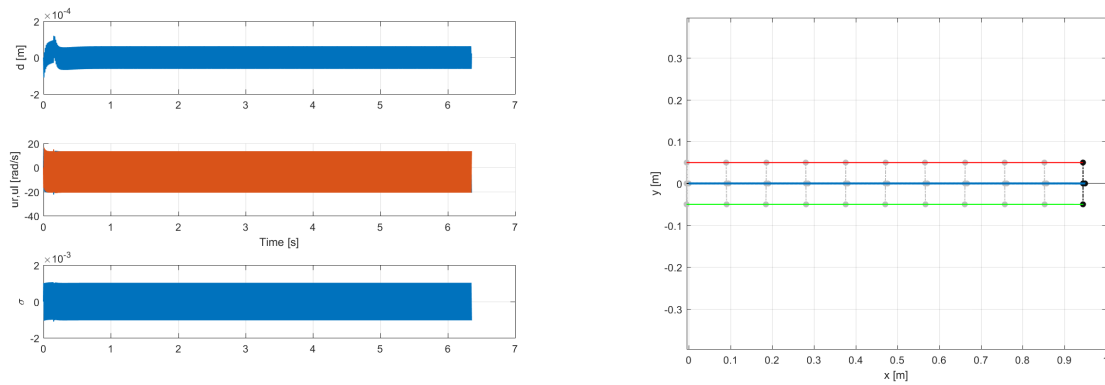 ×10⁻⁴
2
0
-2
d [m]
0 1 2 3 4 5 6 7
20
0
-20
-40
ur,ul [rad/s]
0 1 2 3 4 5 6 7
Time [s]
×10⁻³
2
0
-2
σ
0 1 2 3 4 5 6 7
0.3
0.2
0.1
0
-0.1
-0.2
-0.3
y [m]
0 0.1 0.2 0.3 0.4 0.5 0.6 0.7 0.8 0.9 1
x [m]